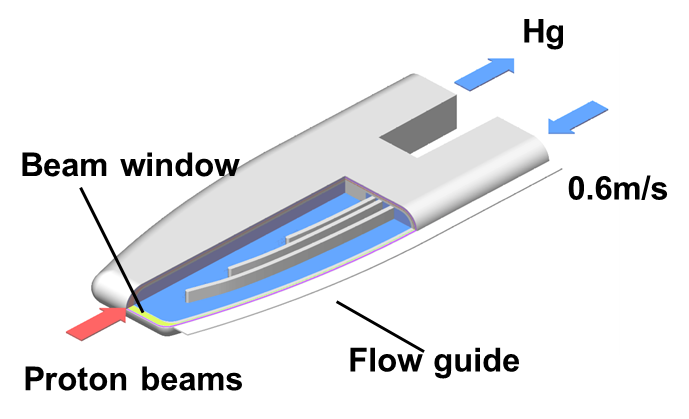 Hg
Beam window
0.6m/s
Flow guide
Proton beams